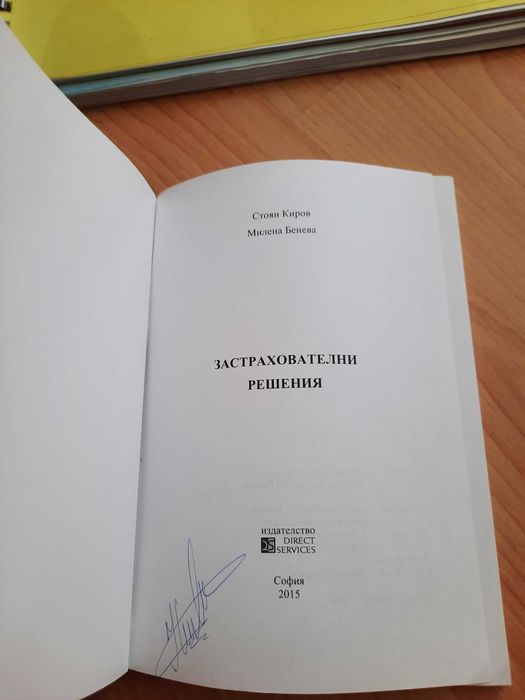 Стоян Киров
Милена Бенева
ЗАСТРАХОВАТЕЛНИ
РЕШЕНИЯ
издателство
DIRECT
SERVICES
София
2015